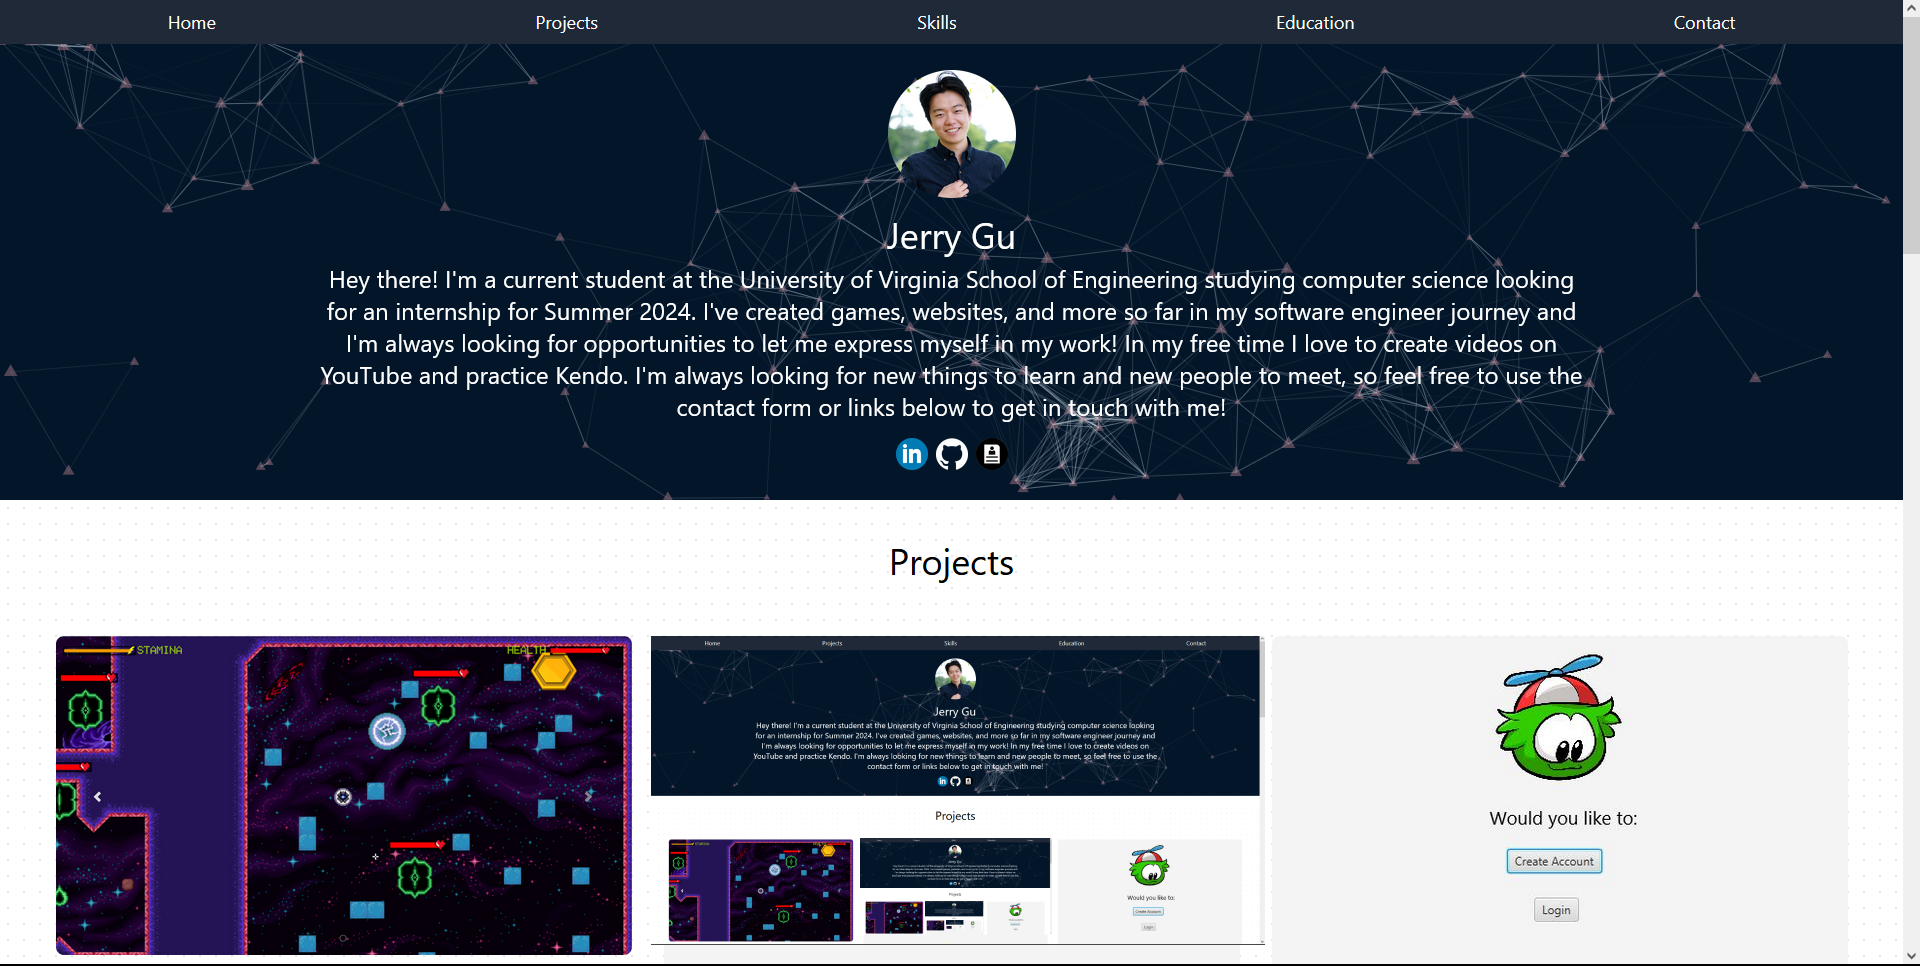 Home Projects Skills Education Contact
Jerry Gu
Hey there! I'm a current student at the University of Virginia School of Engineering studying computer science looking
for an internship for Summer 2024. I've created games, websites, and more so far in my software engineer journey and
I'm always looking for opportunities to let me express myself in my work! In my free time I love to create videos on
YouTube and practice Kendo. I'm always looking for new things to learn and new people to meet, so feel free to use the
contact form or links below to get in touch with me!
in
Projects
STAMINA
HEALTH
Home Projects Skills Education Contact
Jerry Gu
Hey there! I'm a current student at the University of Virginia School of Engineering studying computer science looking
for an internship for Summer 2024. I've created games, websites, and more so far in my software engineer journey and
I'm always looking for opportunities to let me express myself in my work! In my free time I love to create videos on
YouTube and practice Kendo. I'm always looking for new things to learn and new people to meet, so feel free to use the
contact form or links below to get in touch with me!
in
Projects
Would you like to:
Create Account
Login
Would you like to:
Create Account
Login